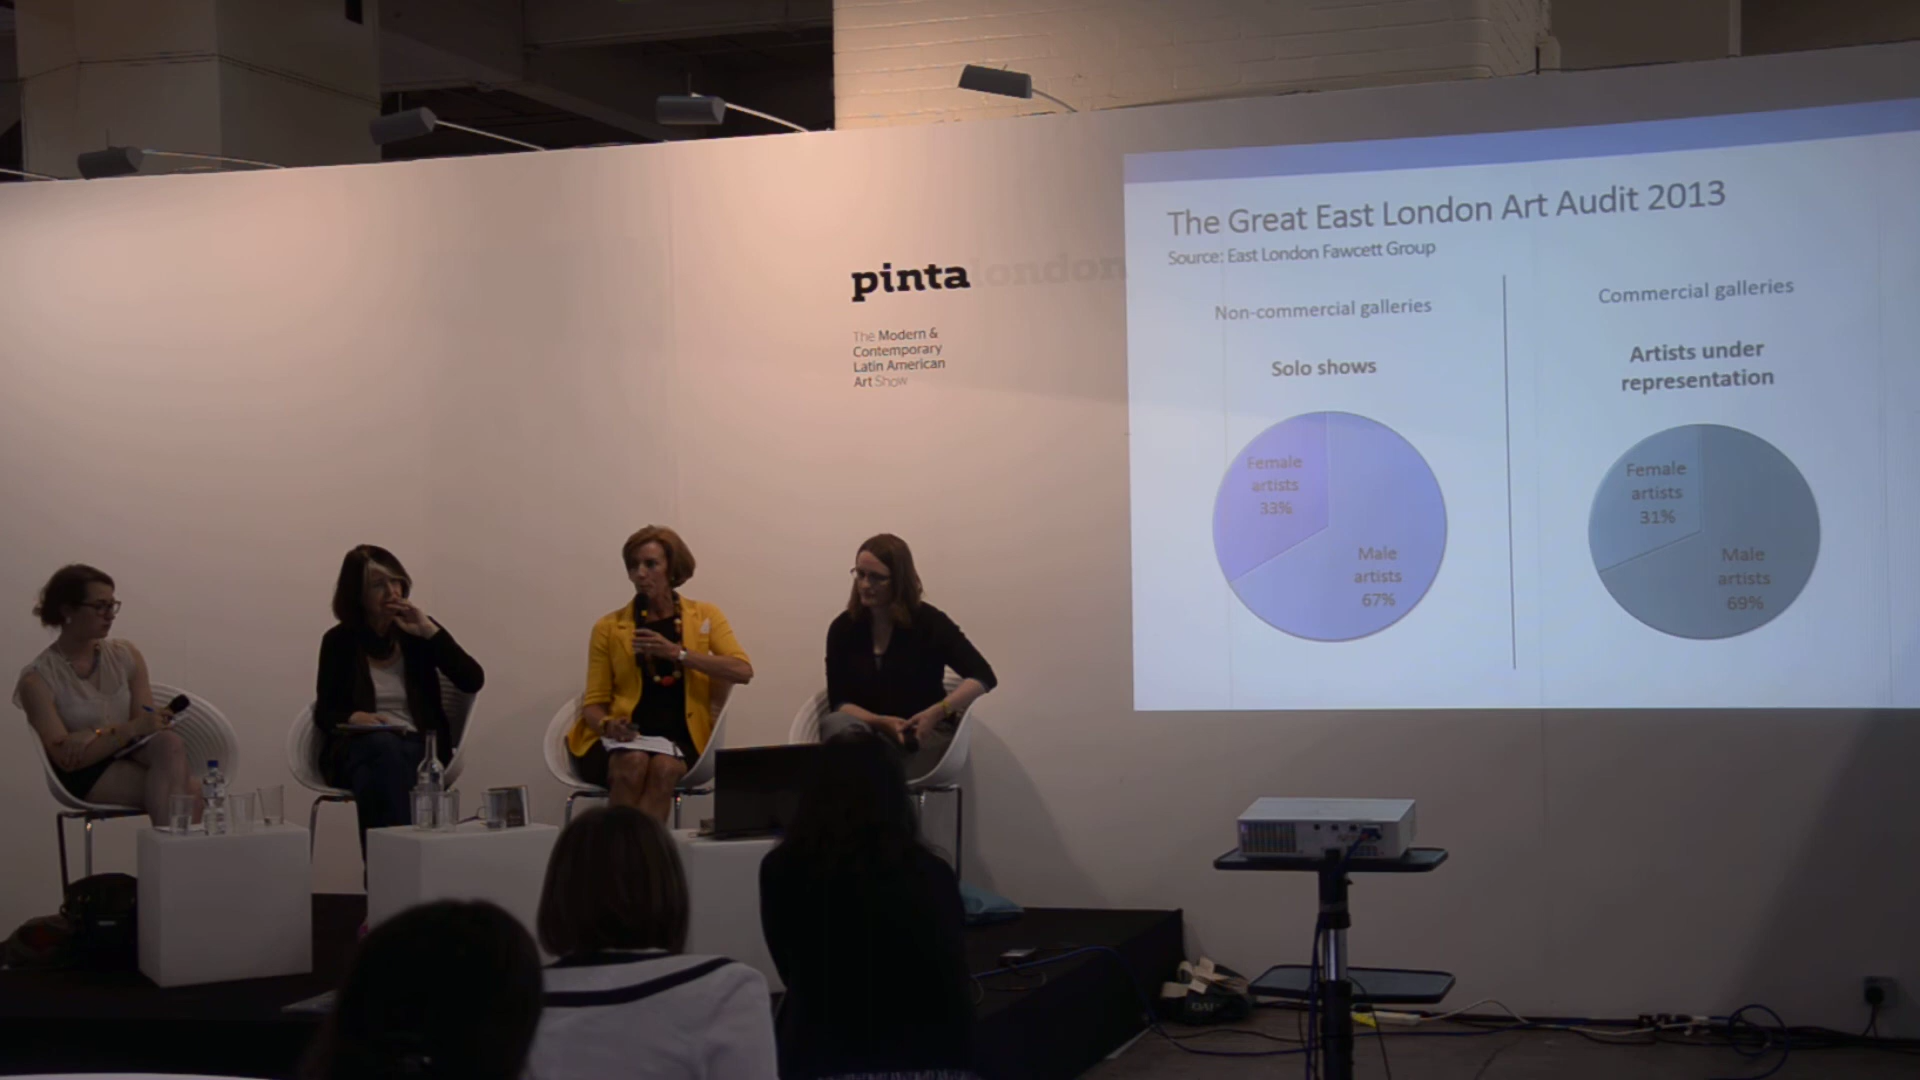 pinta london
The Modern &
Contemporary
Latin American
Art Show
The Great East London Art Audit 2013
Source: East London Fawcett Group
Non-commercial galleries
Solo shows
Female
artists
33%
Male
artists
67%
Commercial galleries
Artists under
representation
Female
artists
31%
Male
artists
69%